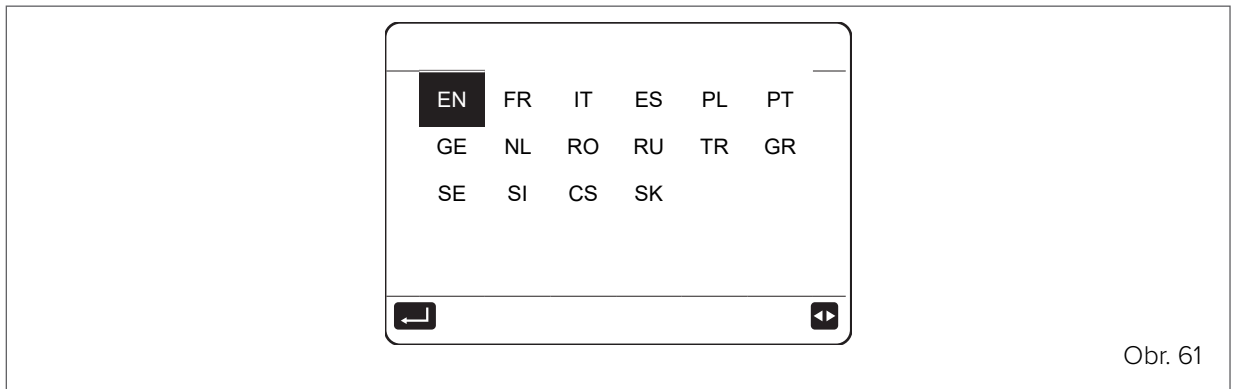 EN FR IT ES PL PT
GE NL RO RU TR GR
SE SI CS SK
Obr. 61